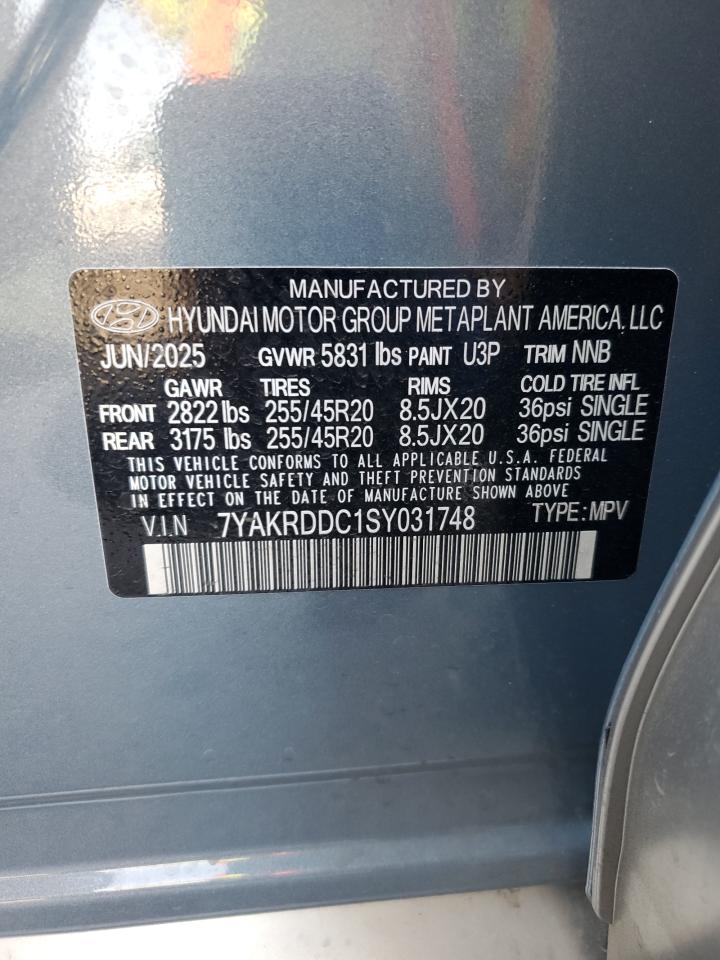 MANUFACTURED BY
HYUNDAI MOTOR GROUP METAPLANT AMERICA, LLC
JUN/2025 GVWR 5831 lbs PAINT U3P TRIM NNB
GAWR TIRES RIMS COLD TIRE INFL
FRONT 2822 lbs 255/45R20 8.5JX20 36psi SINGLE
REAR 3175 lbs 255/45R20 8.5JX20 36psi SINGLE
THIS VEHICLE CONFORMS TO ALL APPLICABLE U.S.A. FEDERAL
MOTOR VEHICLE SAFETY AND THEFT PREVENTION STANDARDS
IN EFFECT ON THE DATE OF MANUFACTURE SHOWN ABOVE
V.I.N 7YAKRDDC1SY031748 TYPE: MPV